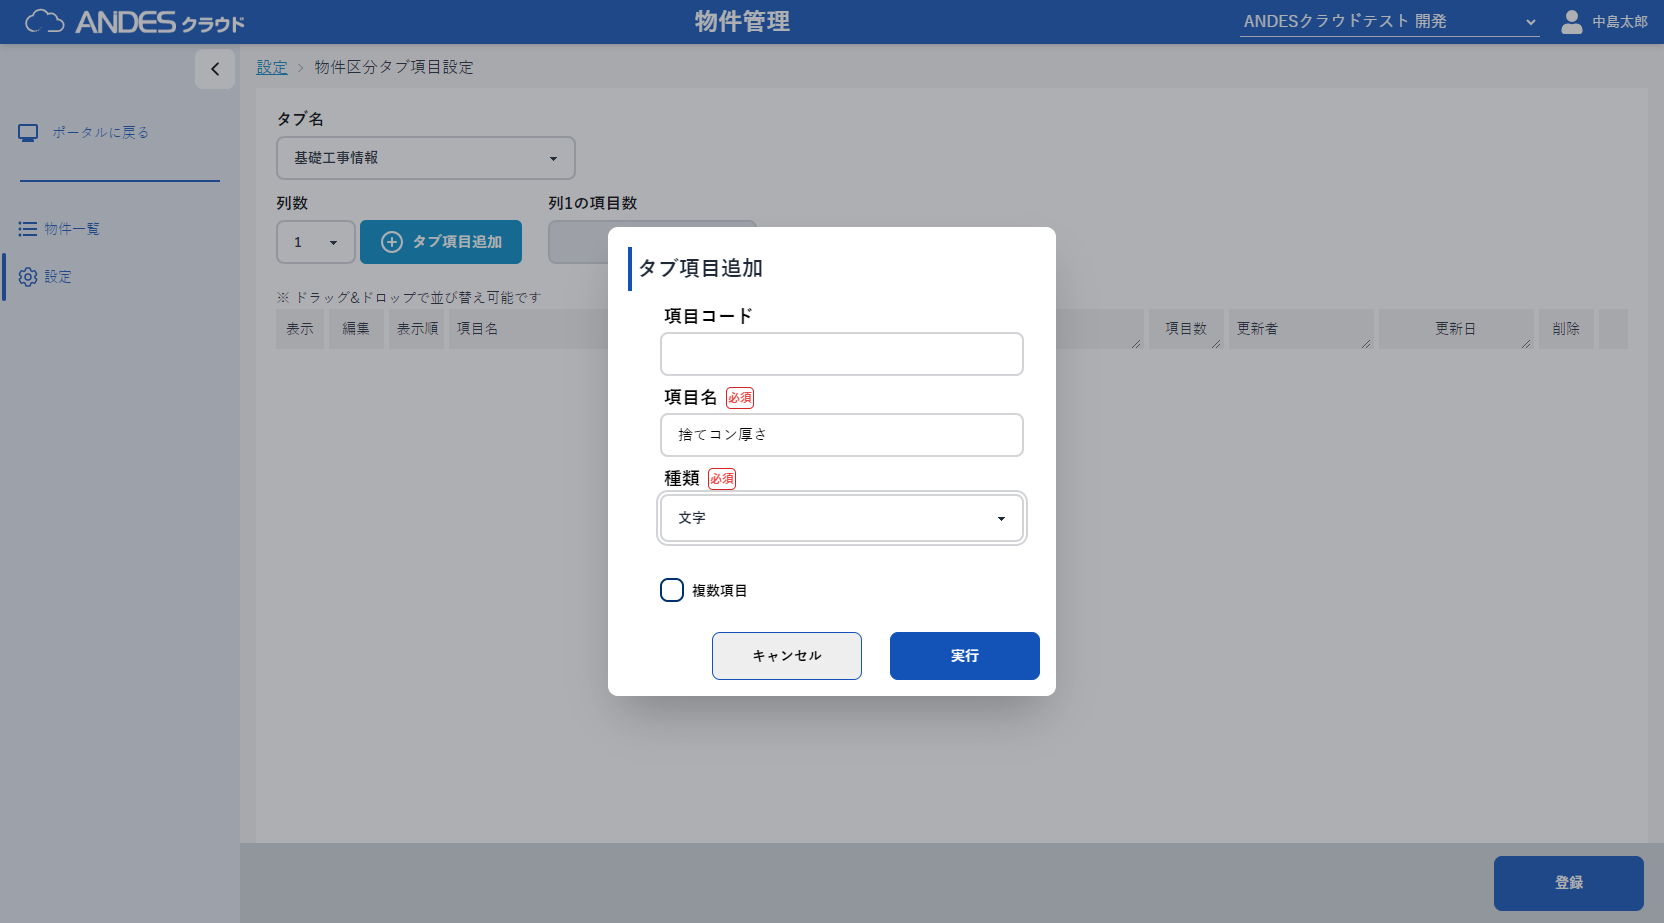 ANDES クラウド
物件管理
ANDESクラウドテスト 開発
中島太郎
設定 > 物件区分タブ項目設定
ポータルに戻る
物件一覧
設定
タブ名
基礎工事情報
列数
列1の項目数
1
タブ項目追加
※ ドラッグ&ドロップで並び替え可能です
表示 編集 表示順 項目名 項目数 更新者 更新日 削除
タブ項目追加
項目コード
項目名 必須
捨てコン厚さ
種類 必須
文字
複数項目
キャンセル
実行
登録